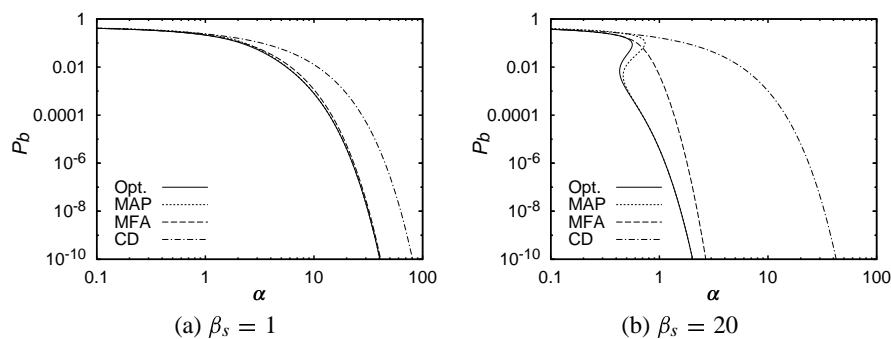 1
0.01
0.0001
10^-6
10^-8
10^-10
P_b
Opt.
MAP
MFA
CD
0.1 1 10 100
α
(a) β_s = 1
1
0.01
0.0001
10^-6
10^-8
10^-10
P_b
Opt.
MAP
MFA
CD
0.1 1 10 100
α
(b) β_s = 20